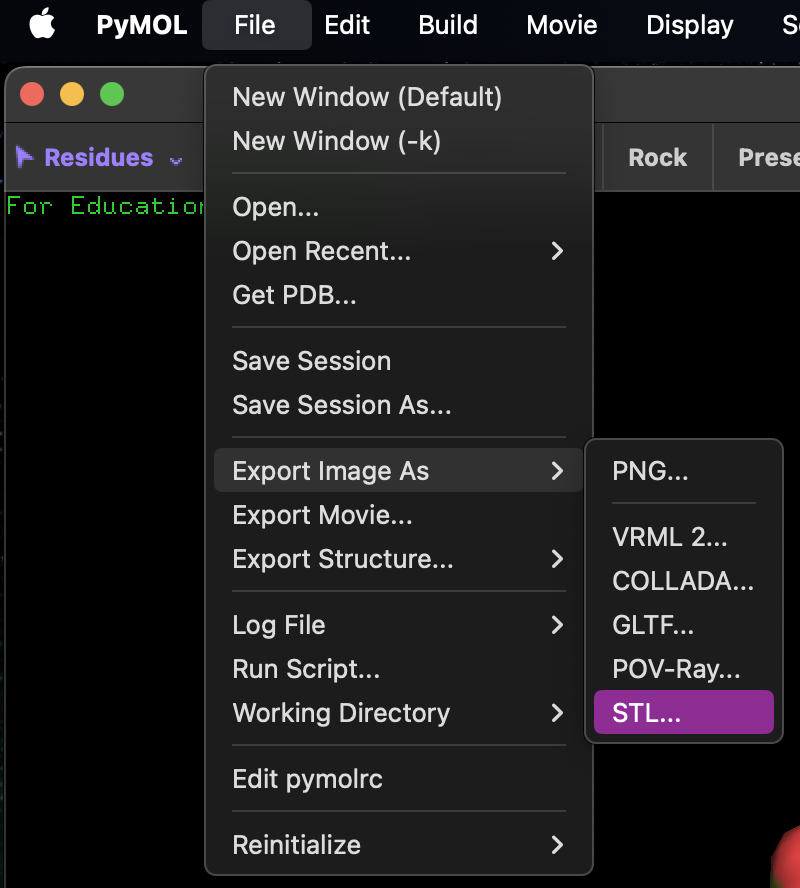 PyMOL File Edit Build Movie Display
Residues
Rock
For Education
New Window (Default)
New Window (-k)
Open...
Open Recent...
Get PDB...
Save Session
Save Session As...
Export Image As
Export Movie...
Export Structure...
Log File
Run Script...
Working Directory
Edit pymolrc
Reinitialize
PNG...
VRML 2...
COLLADA...
GLTF...
POV-Ray...
STL...